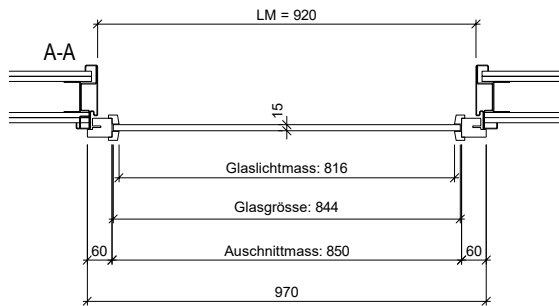 LM = 920
A-A
15
Glaslichtmass: 816
Glasgrösse: 844
60 Auschnittmass: 850 60
970